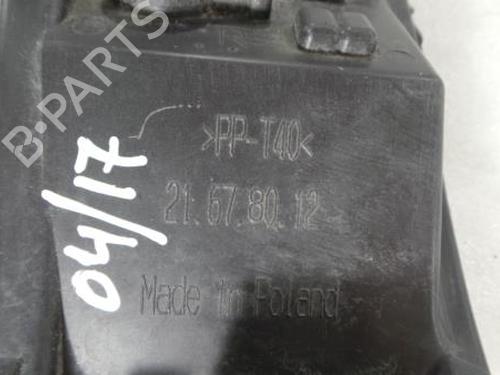 B-PARTS
>PP-T40<
21.67.80.12
Made in Poland
04/17